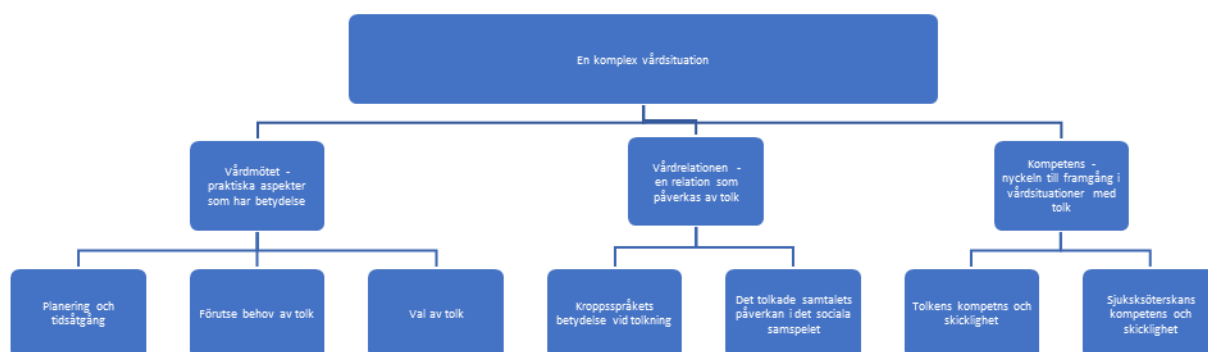 En komplex vårdsituation
Vårdmötet -
praktiska aspekter
som har betydelse
Vårdrelationen -
en relation som
påverkas av tolk
Kompetens -
nyckeln till framgång i
vårdsituationer med
tolk
Planering och
tidsåtgång
Förutse behov av tolk
Val av tolk
Kroppsspråkets
betydelse vid tolkning
Det tolkade samtalets
påverkan i det sociala
samspelet
Tolkens kompetns och
skicklighet
Sjuksksöterskans
kompetens och
skicklighet